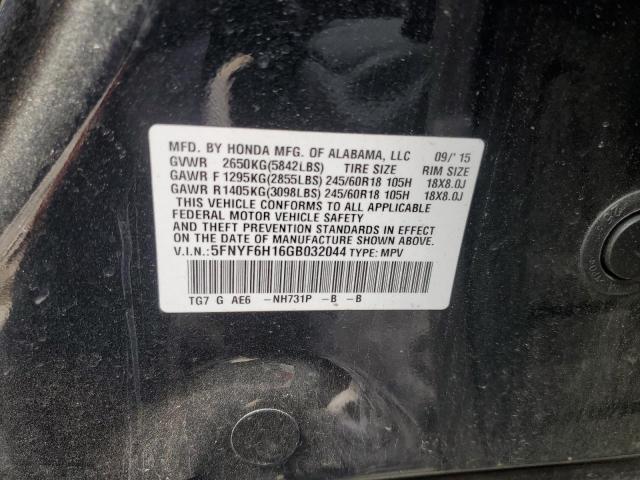 MFD. BY HONDA MFG. OF ALABAMA, LLC 09/'15
GVWR 2650KG(5842LBS) TIRE SIZE RIM SIZE
GAWR F 1295KG(2855LBS) 245/60R18 105H 18X8.0J
GAWR R1405KG(3098LBS) 245/60R18 105H 18X8.0J
THIS VEHICLE CONFORMS TO ALL APPLICABLE
FEDERAL MOTOR VEHICLE SAFETY
AND THEFT PREVENTION STANDARDS IN EFFECT
ON THE DATE OF MANUFACTURE SHOWN ABOVE.
V.I.N.: 5FNYF6H16GB032044 TYPE: MPV
TG7 G AE6 -NH731P -B -B